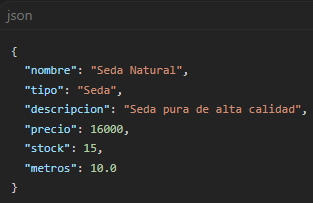 json
{
"nombre": "Seda Natural",
"tipo": "Seda",
"descripcion": "Seda pura de alta calidad",
"precio": 16000,
"stock": 15,
"metros": 10.0
}